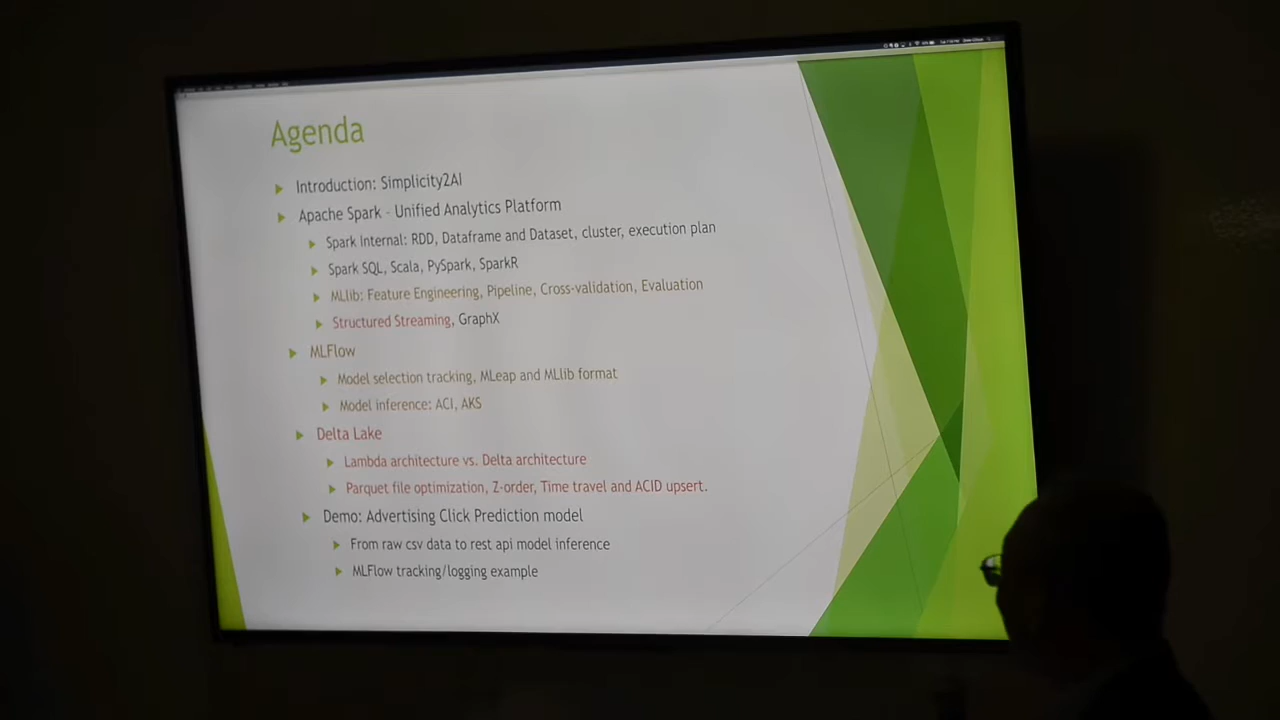 Agenda
Introduction: Simplicity2AI
Apache Spark - Unified Analytics Platform
Spark Internal: RDD, Dataframe and Dataset, cluster, execution plan
Spark SQL, Scala, PySpark, SparkR
MLlib: Feature Engineering, Pipeline, Cross-validation, Evaluation
Structured Streaming, GraphX
MLFlow
Model selection tracking, MLeap and MLlib format
Model inference: ACI, AKS
Delta Lake
Lambda architecture vs. Delta architecture
Parquet file optimization, Z-order, Time travel and ACID upsert.
Demo: Advertising Click Prediction model
From raw csv data to rest api model inference
MLFlow tracking/logging example